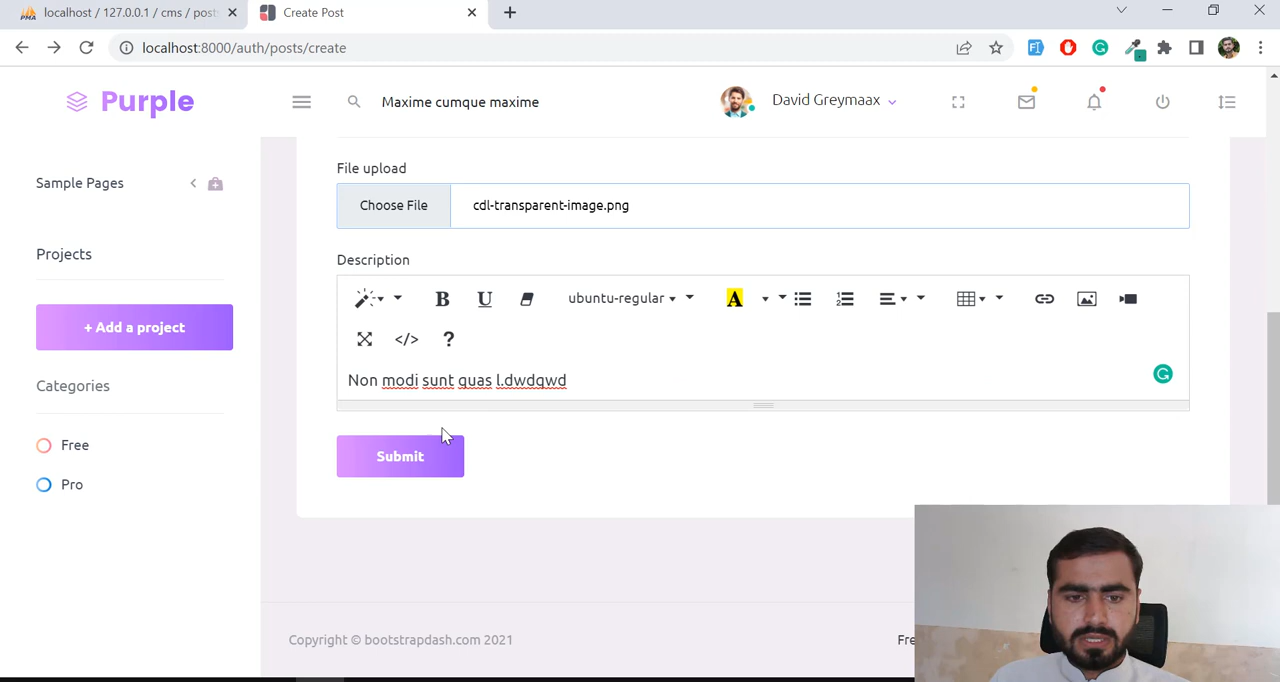 localhost / 127.0.0.1 / cms / post
Create Post
localhost:8000/auth/posts/create
Purple
Maxime cumque maxime
David Greymaax
Sample Pages
Projects
+ Add a project
Categories
Free
Pro
File upload
Choose File
cdl-transparent-image.png
Description
B
U
ubuntu-regular
A
</>
?
Non modi sunt quas l.dwdqwd
Submit
Copyright © bootstrapdash.com 2021
Fre